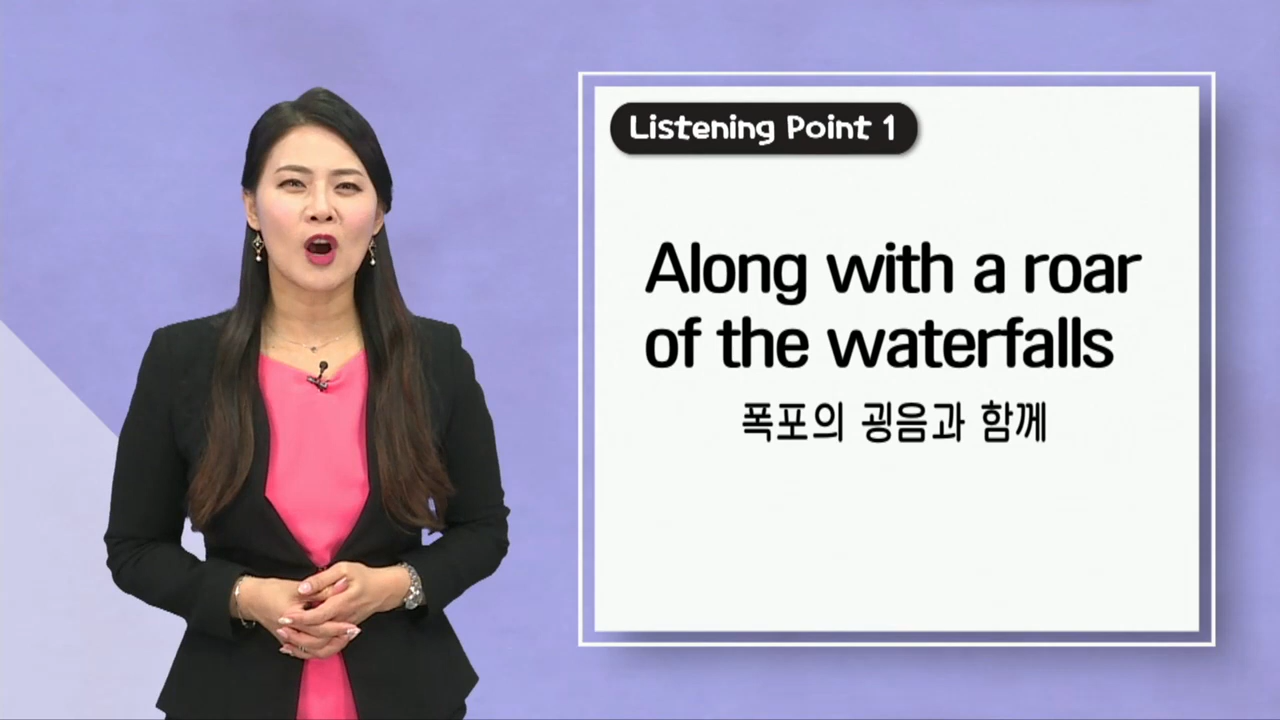 Listening Point 1
Along with a roar
of the waterfalls
폭포의 굉음과 함께